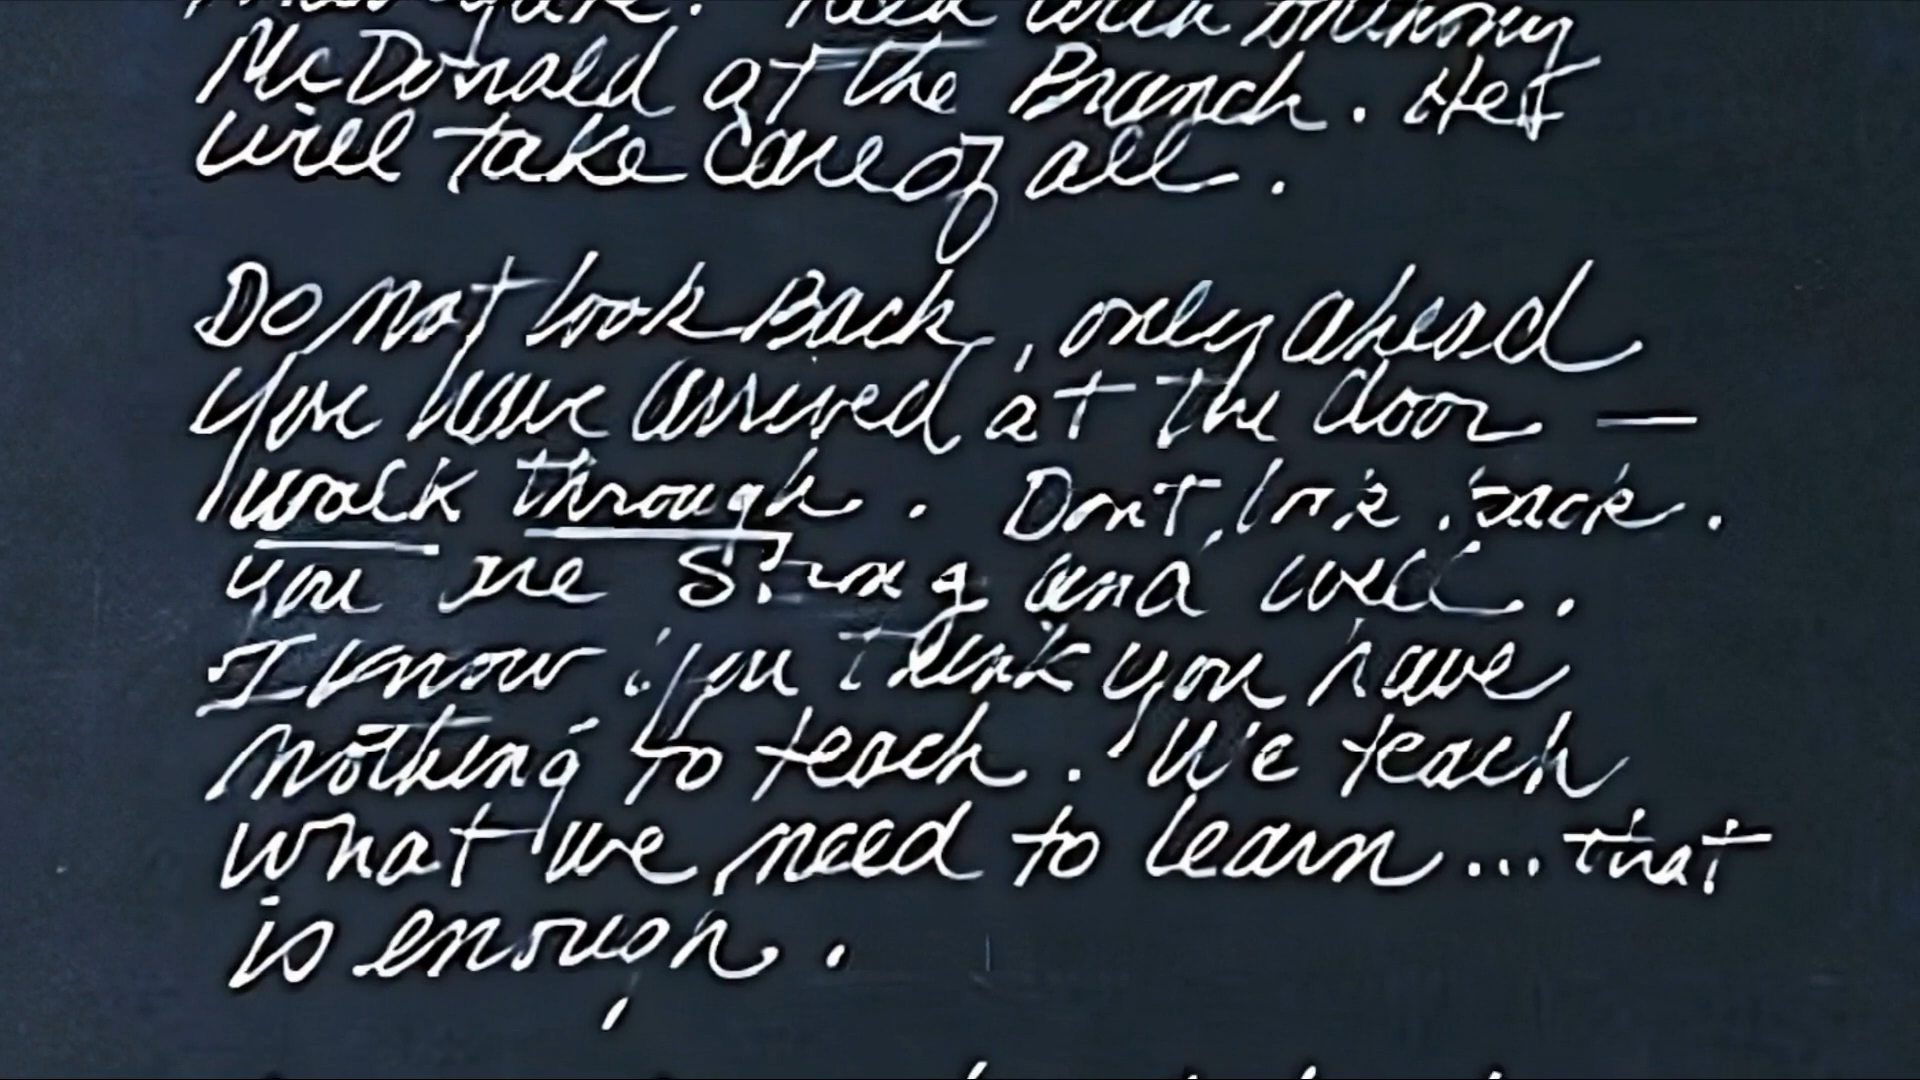 with Anthony
McDonald at the Branch. He
will take care of all.
Do not look Back, only ahead
You have arrived at the door —
walk through. Don't look back.
You are strong and well.
I know you think you have
nothing to teach. We teach
what we need to learn... that
is enough.